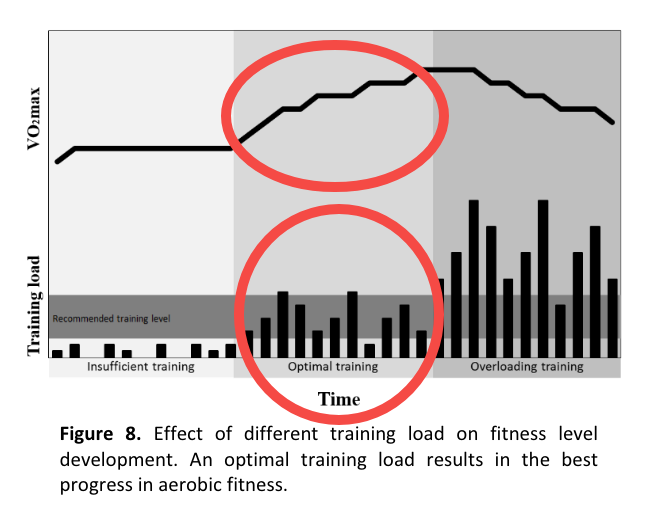 VO₂max
Training load
Recommended training level
Insufficient training
Optimal training
Overloading training
Time
Figure 8. Effect of different training load on fitness level
development. An optimal training load results in the best
progress in aerobic fitness.